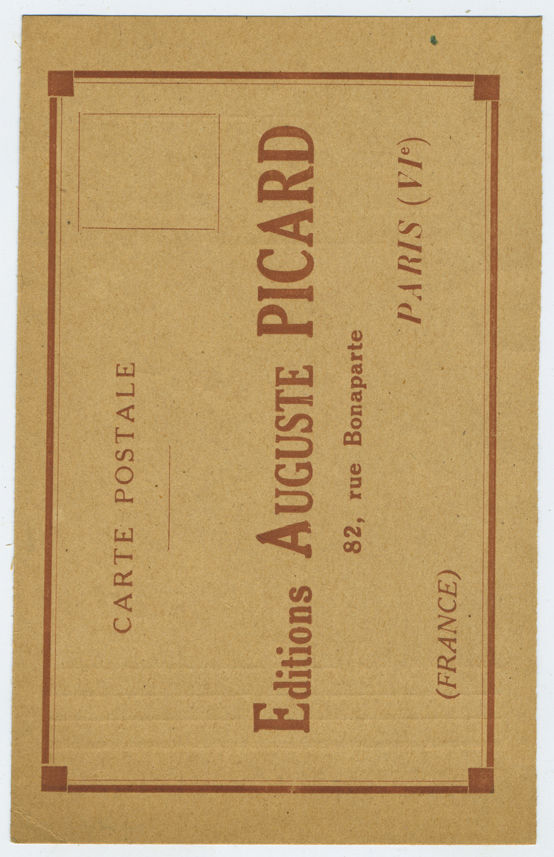 CARTE POSTALE
Editions AUGUSTE PICARD
82, rue Bonaparte
PARIS (VIe)
(FRANCE)